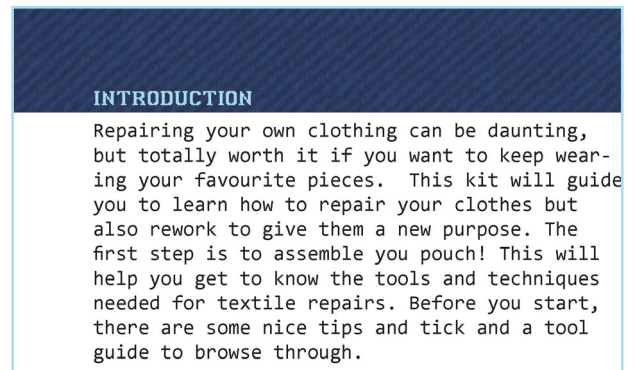 INTRODUCTION
Repairing your own clothing can be daunting,
but totally worth it if you want to keep wear-
ing your favourite pieces.  This kit will guide
you to learn how to repair your clothes but
also rework to give them a new purpose. The
first step is to assemble you pouch! This will
help you get to know the tools and techniques
needed for textile repairs. Before you start,
there are some nice tips and tick and a tool
guide to browse through.